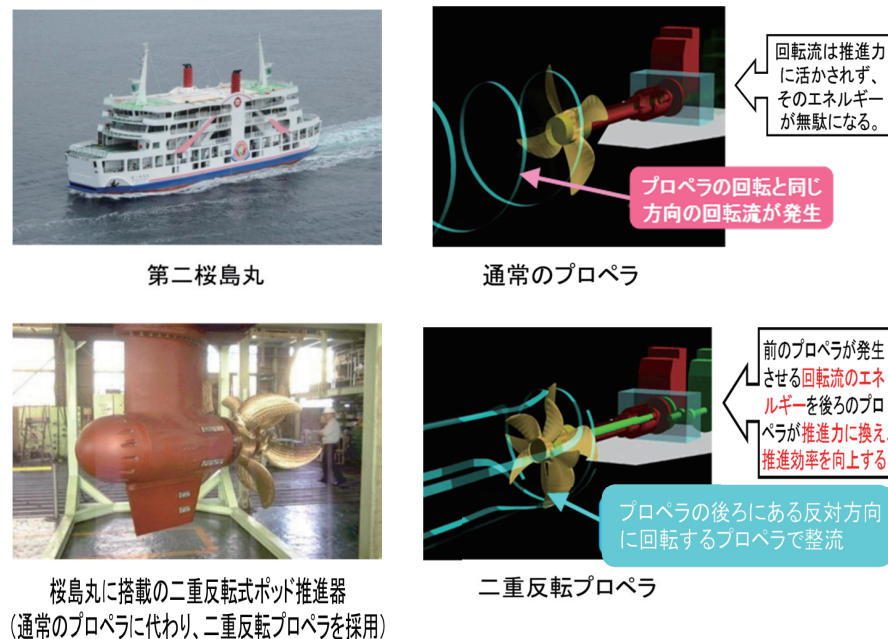 回転流は推進力
に活かされず、
そのエネルギー
が無駄になる。
プロペラの回転と同じ
方向の回転流が発生
第二桜島丸
通常のプロペラ
前のプロペラが発生
させる回転流のエネ
ルギーを後ろのプロ
ペラが推進力に換え、
推進効率を向上する
プロペラの後ろにある反対方向
に回転するプロペラで整流
桜島丸に搭載の二重反転式ポッド推進器
(通常のプロペラに代わり、二重反転プロペラを採用)
二重反転プロペラ